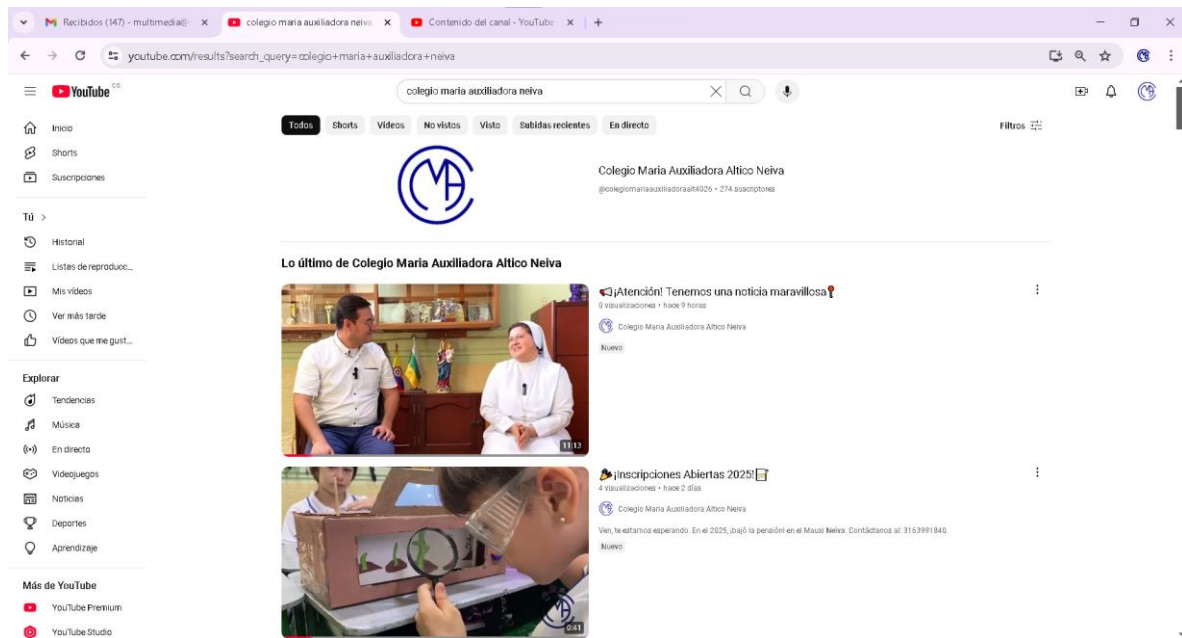 Recibidos (147) - multimedia@
colegio maria auxiliadora neiva
Contenido del canal - YouTube
youtube.com/results?search_query=colegio+maria+auxiliadora+neiva
YouTube CO
colegio maria auxiliadora neiva
Inicio
Shorts
Suscripciones
Tú
Historial
Listas de reproducc...
Mis vídeos
Ver más tarde
Vídeos que me gust...
Explorar
Tendencias
Música
En directo
Videojuegos
Noticias
Deportes
Aprendizaje
Más de YouTube
YouTube Premium
YouTube Studio
Todos Shorts Vídeos No vistos Visto Subidas recientes En directo
Filtros
Colegio Maria Auxiliadora Altico Neiva
@colegiomariaauxiliadoraalt4026 • 274 suscriptores
Lo último de Colegio Maria Auxiliadora Altico Neiva
11:13
📢¡Atención! Tenemos una noticia maravillosa❣
0 visualizaciones • hace 9 horas
Colegio Maria Auxiliadora Altico Neiva
Nuevo
0:41
🎉¡Inscripciones Abiertas 2025!📝
4 visualizaciones • hace 2 días
Colegio Maria Auxiliadora Altico Neiva
Ven, te estamos esperando. En el 2025, ¡bajó la pensión! en el Mauxi Neiva. Contáctanos al: 3163991840.
Nuevo